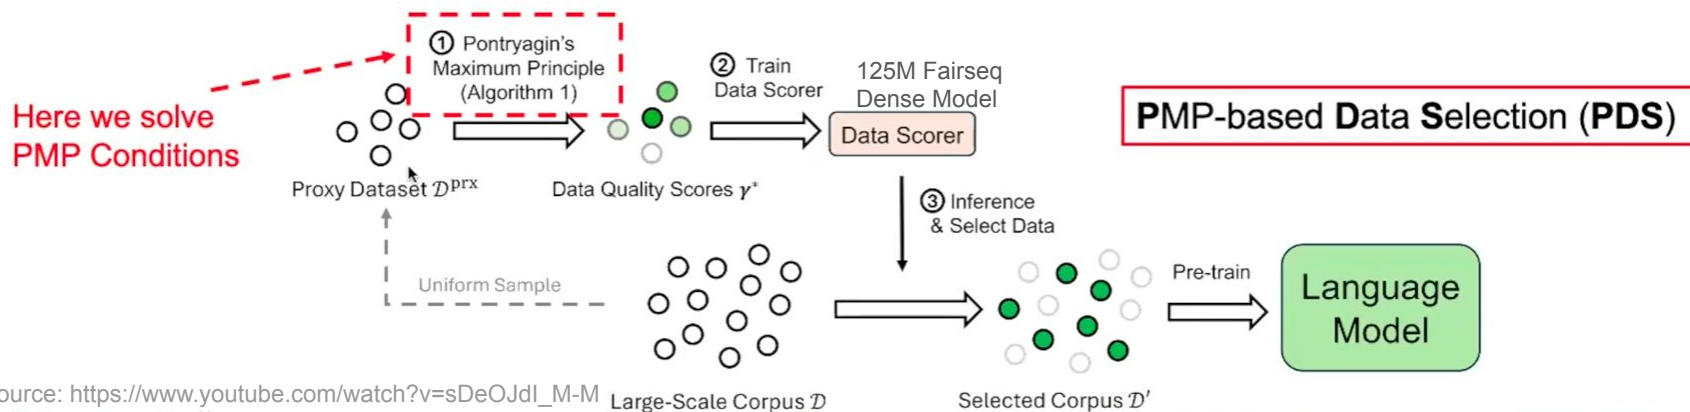 ① Pontryagin's
Maximum Principle
(Algorithm 1)
② Train
Data Scorer
125M Fairseq
Dense Model
Data Scorer
PMP-based Data Selection (PDS)
Here we solve
PMP Conditions
Proxy Dataset 𝒟ᵖʳˣ
Data Quality Scores γ*
③ Inference
& Select Data
Uniform Sample
Pre-train
Language
Model
ource: https://www.youtube.com/watch?v=sDeOJdI_M-M
Large-Scale Corpus 𝒟
Selected Corpus 𝒟′